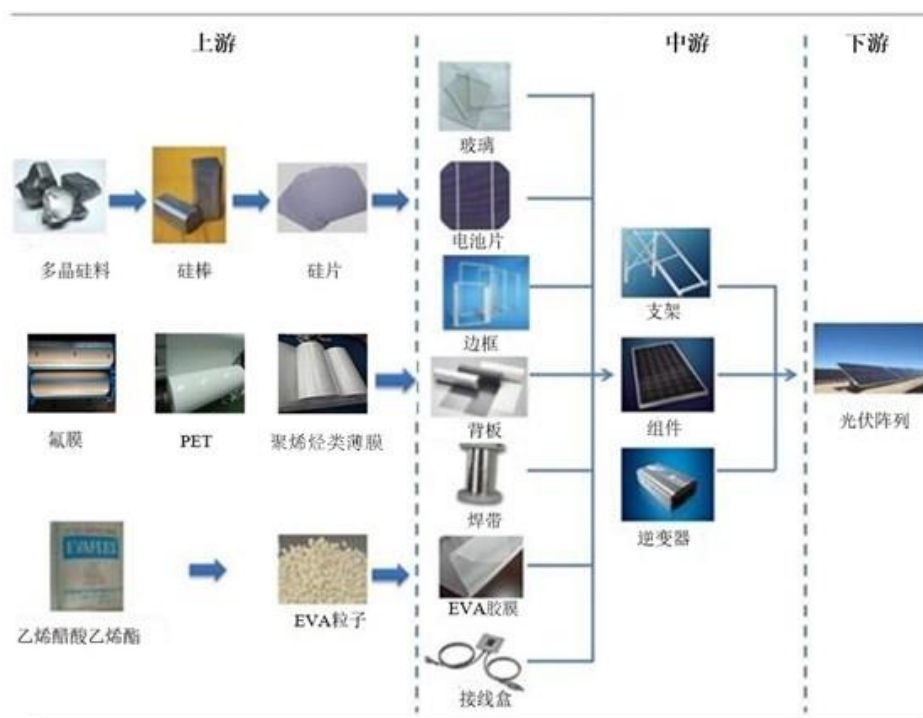 上游
中游
下游
玻璃
电池片
多晶硅料
硅棒
硅片
边框
支架
氟膜
PET
聚烯烃类薄膜
背板
组件
光伏阵列
焊带
逆变器
乙烯醋酸乙烯酯
EVA粒子
EVA胶膜
接线盒